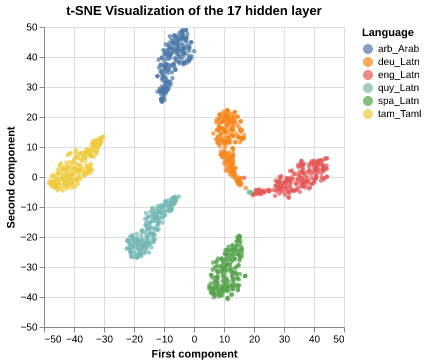 t-SNE Visualization of the 17 hidden layer
Language
arb_Arab
deu_Latn
eng_Latn
quy_Latn
spa_Latn
tam_Taml
Second component
50
40
30
20
10
0
−10
−20
−30
−40
−50
−50 −40 −30 −20 −10 0 10 20 30 40 50
First component